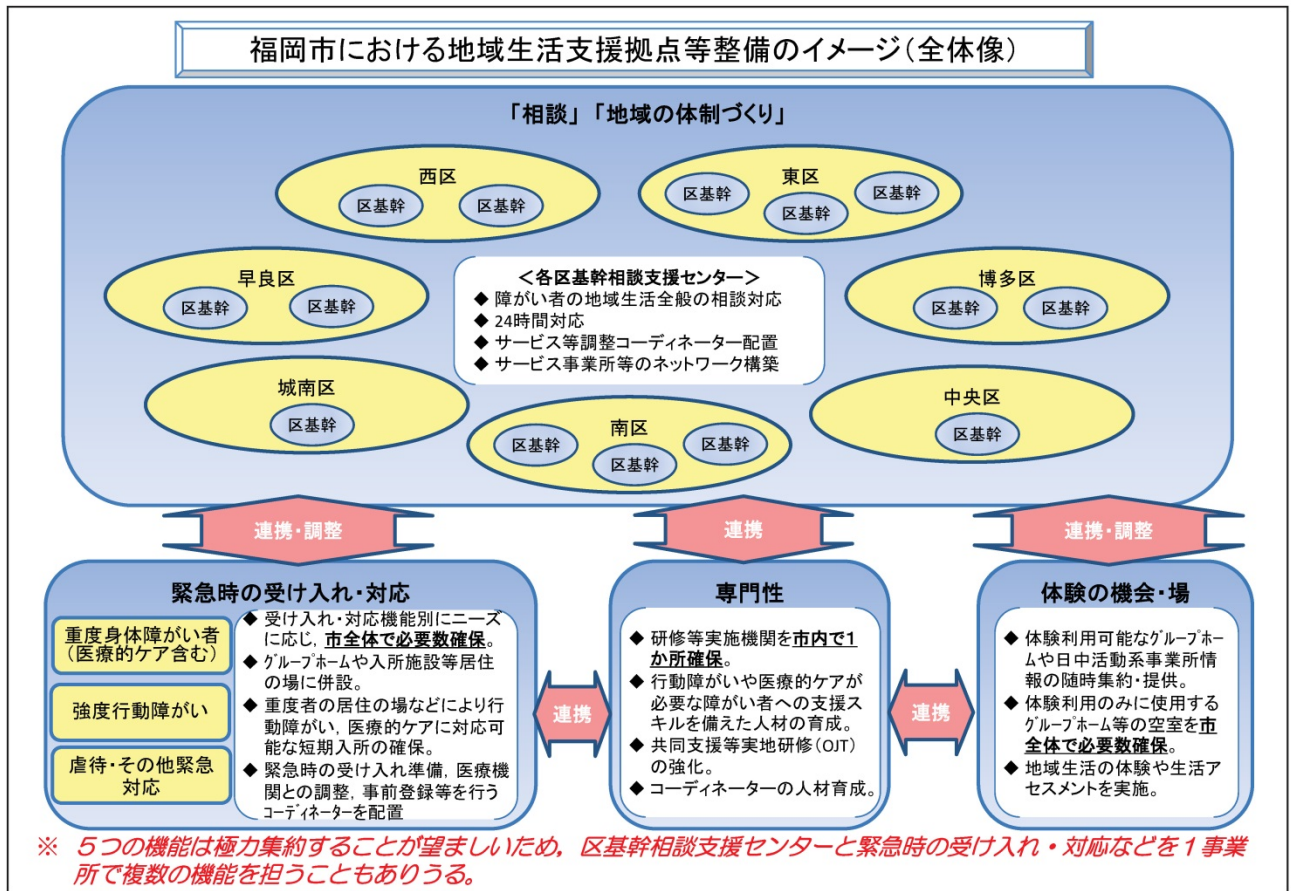 福岡市における地域生活支援拠点等整備のイメージ(全体像)
「相談」「地域の体制づくり」
西区
区基幹
区基幹
東区
区基幹
区基幹
区基幹
早良区
区基幹
区基幹
<各区基幹相談支援センター>
◆ 障がい者の地域生活全般の相談対応
◆ 24時間対応
◆ サービス等調整コーディネーター配置
◆ サービス事業所等のネットワーク構築
博多区
区基幹
区基幹
城南区
区基幹
南区
区基幹
区基幹
区基幹
中央区
区基幹
連携・調整
連携
連携・調整
緊急時の受け入れ・対応
重度身体障がい者
(医療的ケア含む)
強度行動障がい
虐待・その他緊急
対応
◆ 受け入れ・対応機能別にニーズ
に応じ,市全体で必要数確保。
◆ グループホームや入所施設等居住
の場に併設。
◆ 重度者の居住の場などにより行
動障がい,医療的ケアに対応可
能な短期入所の確保。
◆ 緊急時の受け入れ準備,医療機
関との調整,事前登録等を行う
コーディネーターを配置
連携
専門性
◆ 研修等実施機関を市内で1
か所確保。
◆ 行動障がいや医療的ケアが
必要な障がい者への支援ス
キルを備えた人材の育成。
◆ 共同支援等実地研修(OJT)
の強化。
◆ コーディネーターの人材育成。
連携
体験の機会・場
◆ 体験利用可能なグループホー
ムや日中活動系事業所情
報の随時集約・提供。
◆ 体験利用のみに使用する
グループホーム等の空室を市
全体で必要数確保。
◆ 地域生活の体験や生活ア
セスメントを実施。
※ 5つの機能は極力集約することが望ましいため,区基幹相談支援センターと緊急時の受け入れ・対応などを1事業
所で複数の機能を担うこともありうる。